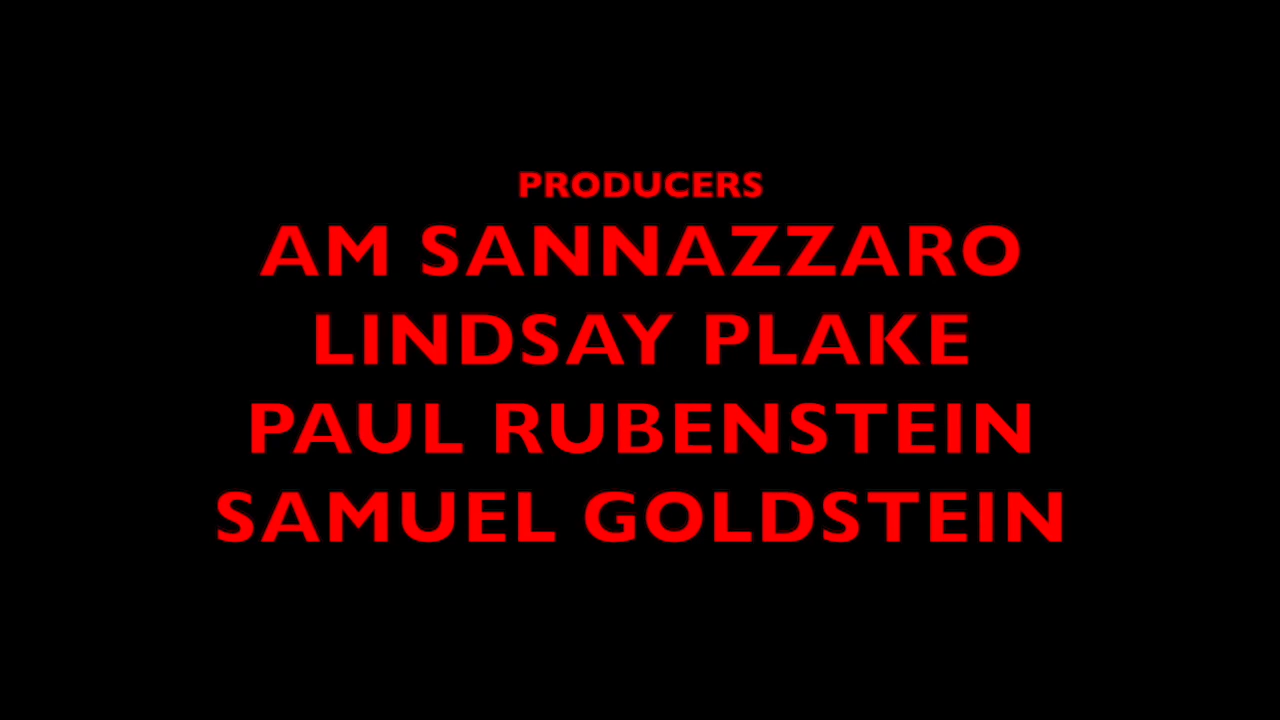 PRODUCERS
AM SANNAZZARO
LINDSAY PLAKE
PAUL RUBENSTEIN
SAMUEL GOLDSTEIN